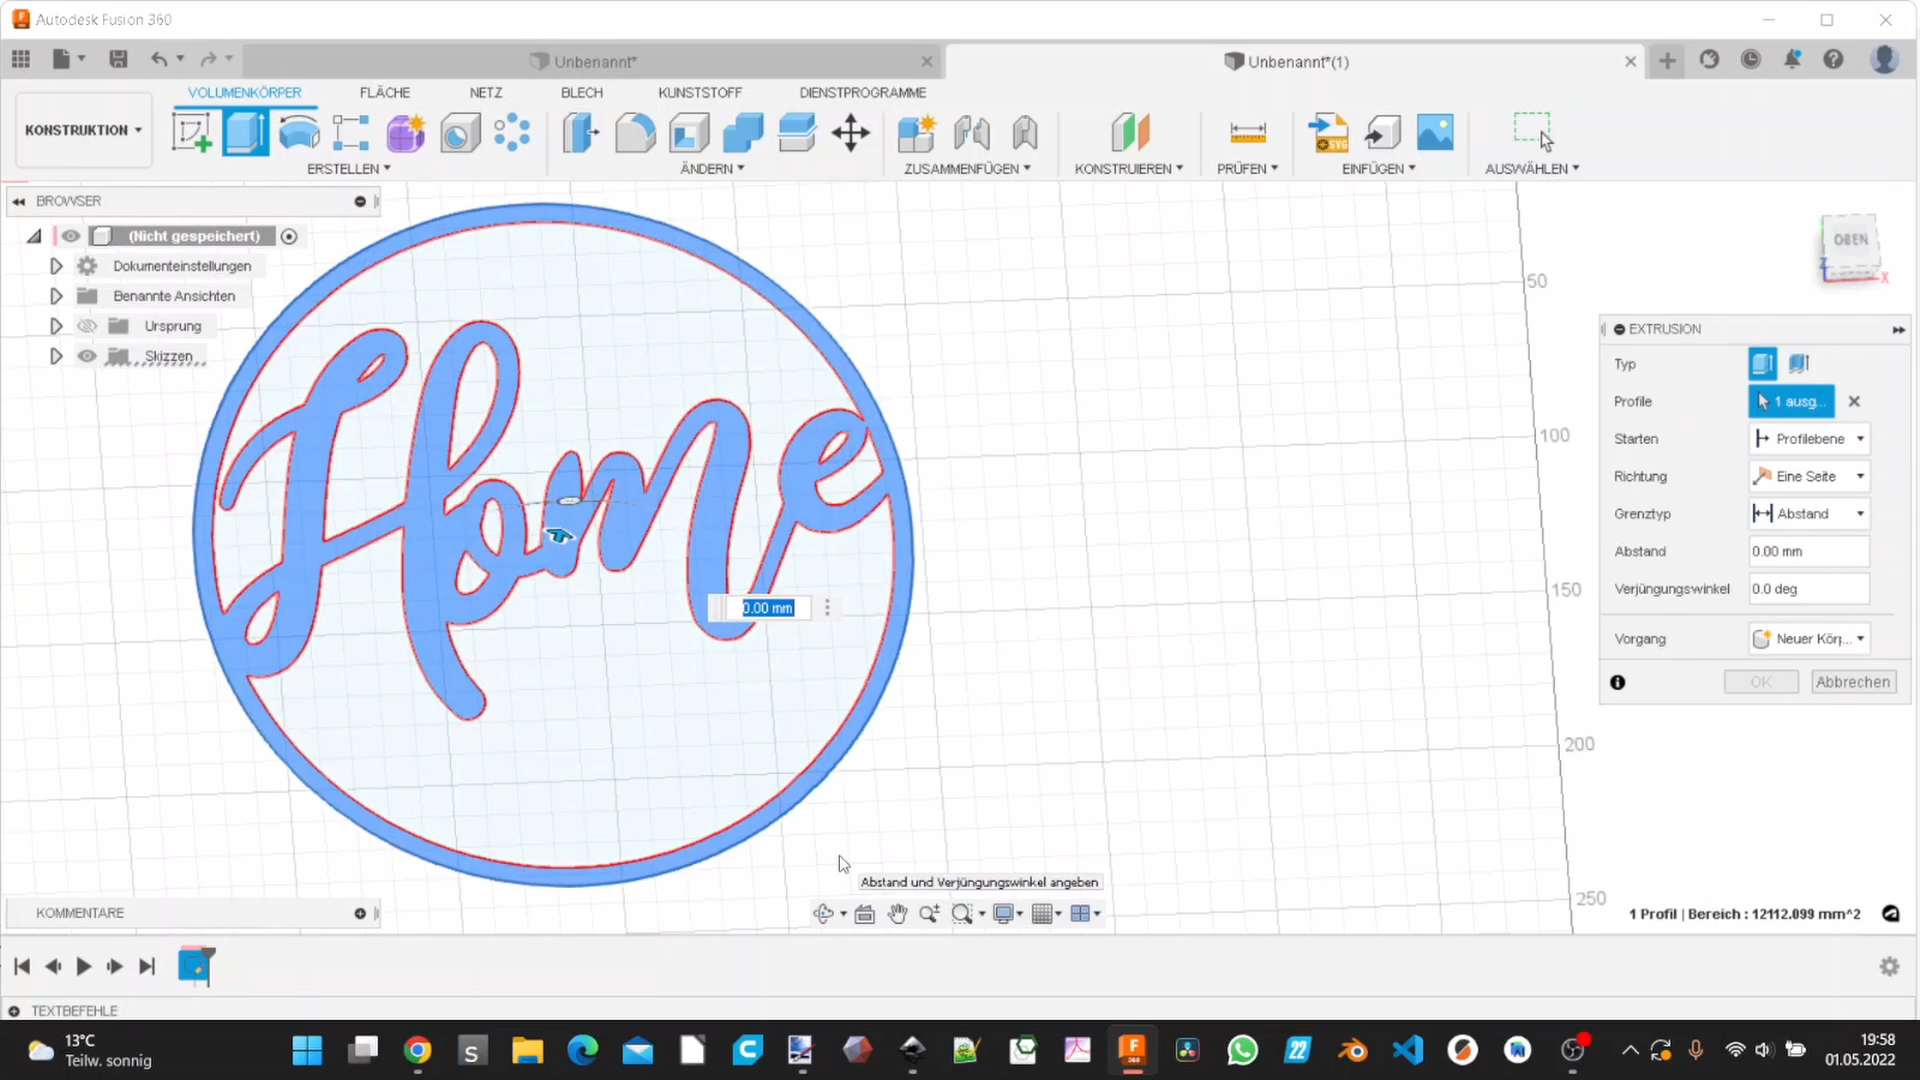 Autodesk Fusion 360
Unbenannt*
Unbenannt*(1)
VOLUMENKÖRPER
FLÄCHE
NETZ
BLECH
KUNSTSTOFF
DIENSTPROGRAMME
KONSTRUKTION
SVG
ERSTELLEN
ÄNDERN
ZUSAMMENFÜGEN
KONSTRUIEREN
PRÜFEN
EINFÜGEN
AUSWÄHLEN
BROWSER
(Nicht gespeichert)
Dokumenteinstellungen
Benannte Ansichten
Ursprung
Skizzen
Home
0.00 mm
50
100
150
200
250
OBEN
Z
X
EXTRUSION
Typ
Profile 1 ausg...
Starten Profilebene
Richtung Eine Seite
Grenztyp Abstand
Abstand 0.00 mm
Verjüngungswinkel 0.0 deg
Vorgang Neuer Körp...
OK Abbrechen
Abstand und Verjüngungswinkel angeben
KOMMENTARE
1 Profil | Bereich : 12112.099 mm^2
TEXTBEFEHLE
13°C
Teilw. sonnig
S
F
360
22
19:58
01.05.2022